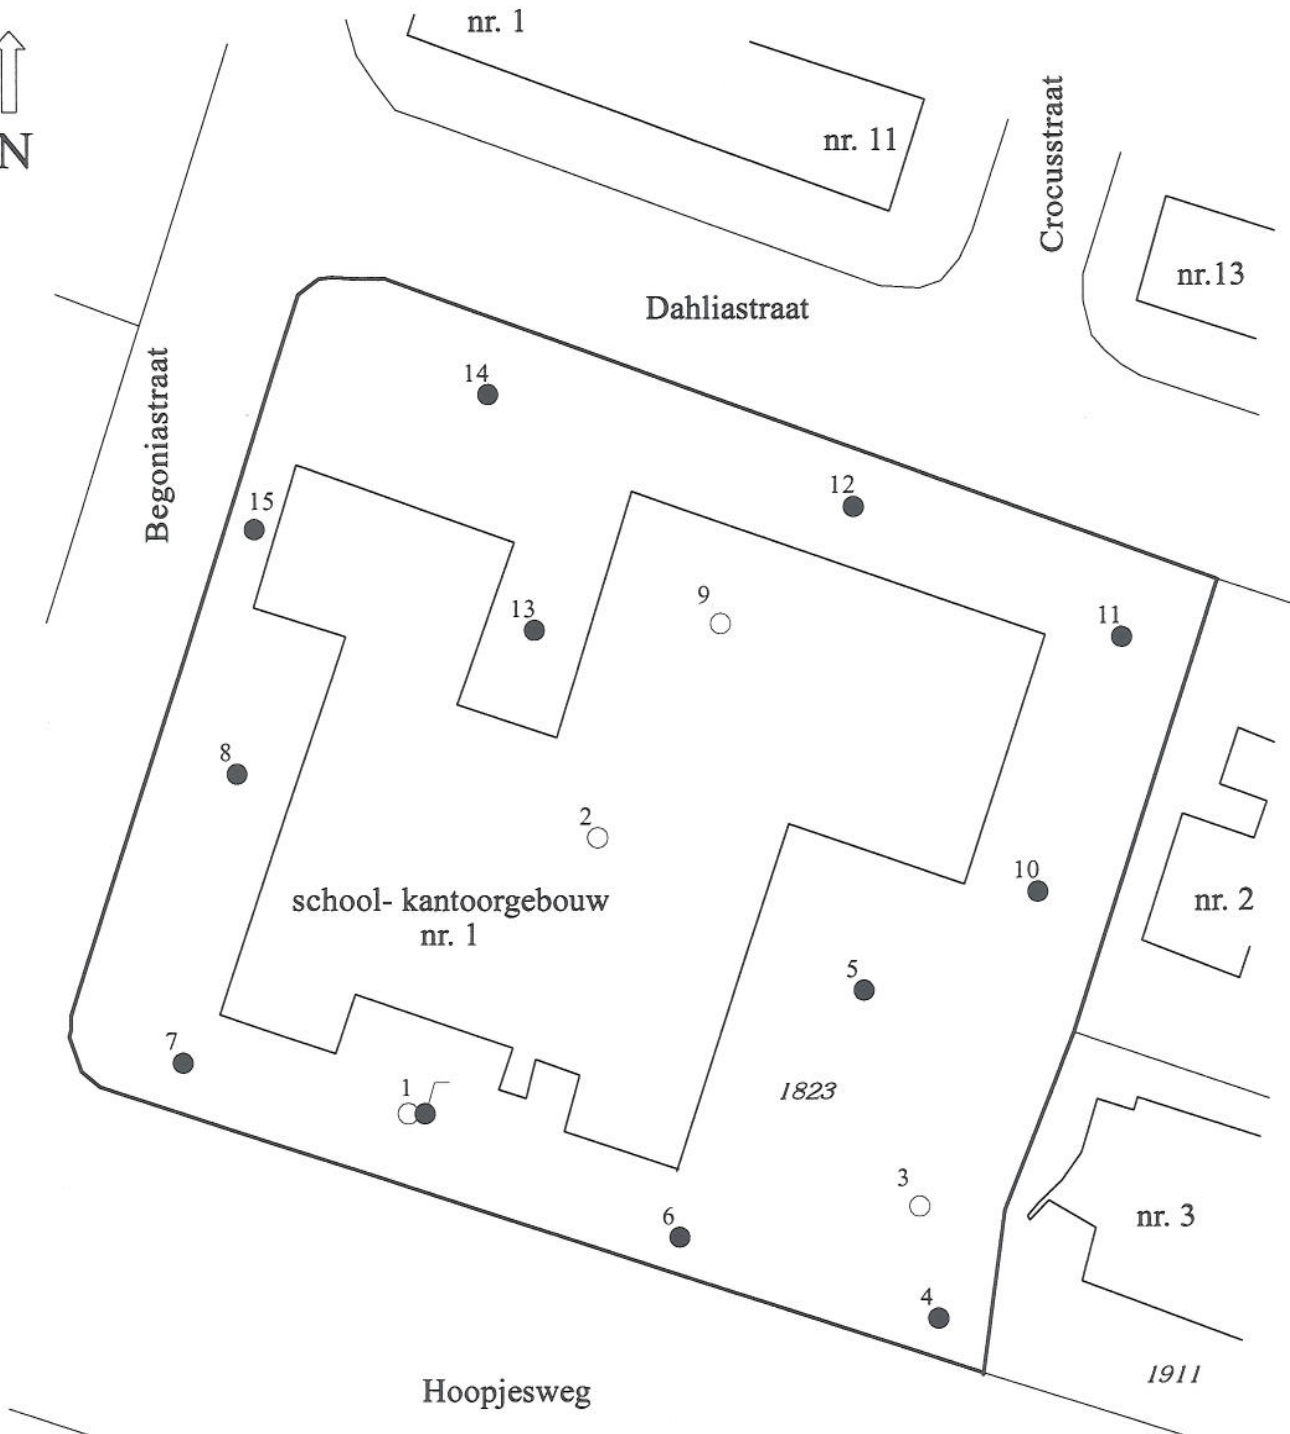 nr. 1
N
nr. 11
Crocusstraat
nr.13
Dahliastraat
Begoniastraat
14
12
15
13
9
11
8
2
10
school- kantoorgebouw
nr. 1
nr. 2
5
7
1
1823
3
6
nr. 3
4
1911
Hoopjesweg